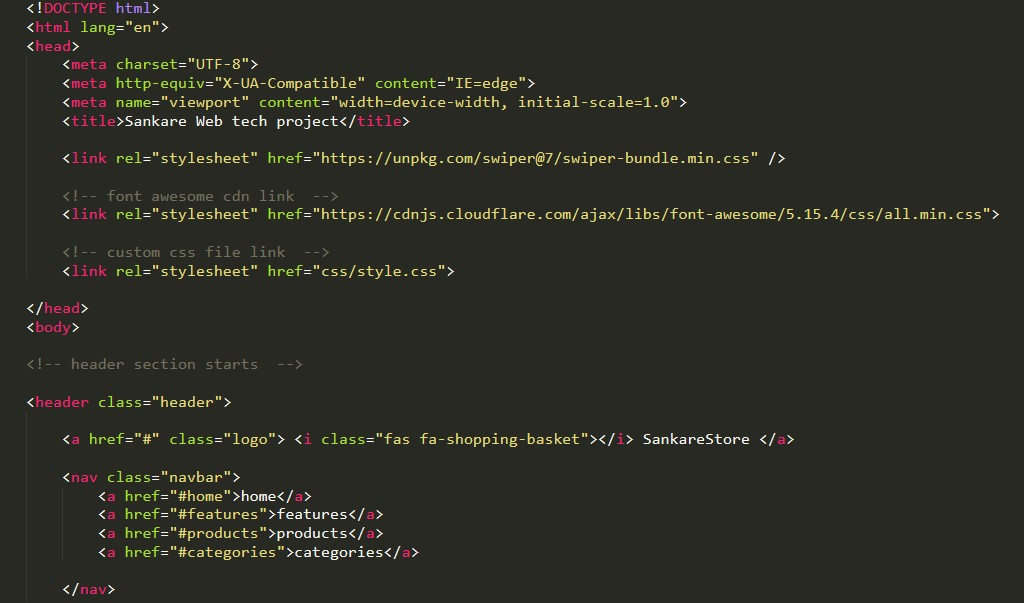 <!DOCTYPE html>
<html lang="en">
<head>
    <meta charset="UTF-8">
    <meta http-equiv="X-UA-Compatible" content="IE=edge">
    <meta name="viewport" content="width=device-width, initial-scale=1.0">
    <title>Sankare Web tech project</title>

    <link rel="stylesheet" href="https://unpkg.com/swiper@7/swiper-bundle.min.css" />

    <!-- font awesome cdn link  -->
    <link rel="stylesheet" href="https://cdnjs.cloudflare.com/ajax/libs/font-awesome/5.15.4/css/all.min.css">

    <!-- custom css file link  -->
    <link rel="stylesheet" href="css/style.css">

</head>
<body>

<!-- header section starts  -->

<header class="header">

    <a href="#" class="logo"> <i class="fas fa-shopping-basket"></i> SankareStore </a>

    <nav class="navbar">
        <a href="#home">home</a>
        <a href="#features">features</a>
        <a href="#products">products</a>
        <a href="#categories">categories</a>

    </nav>